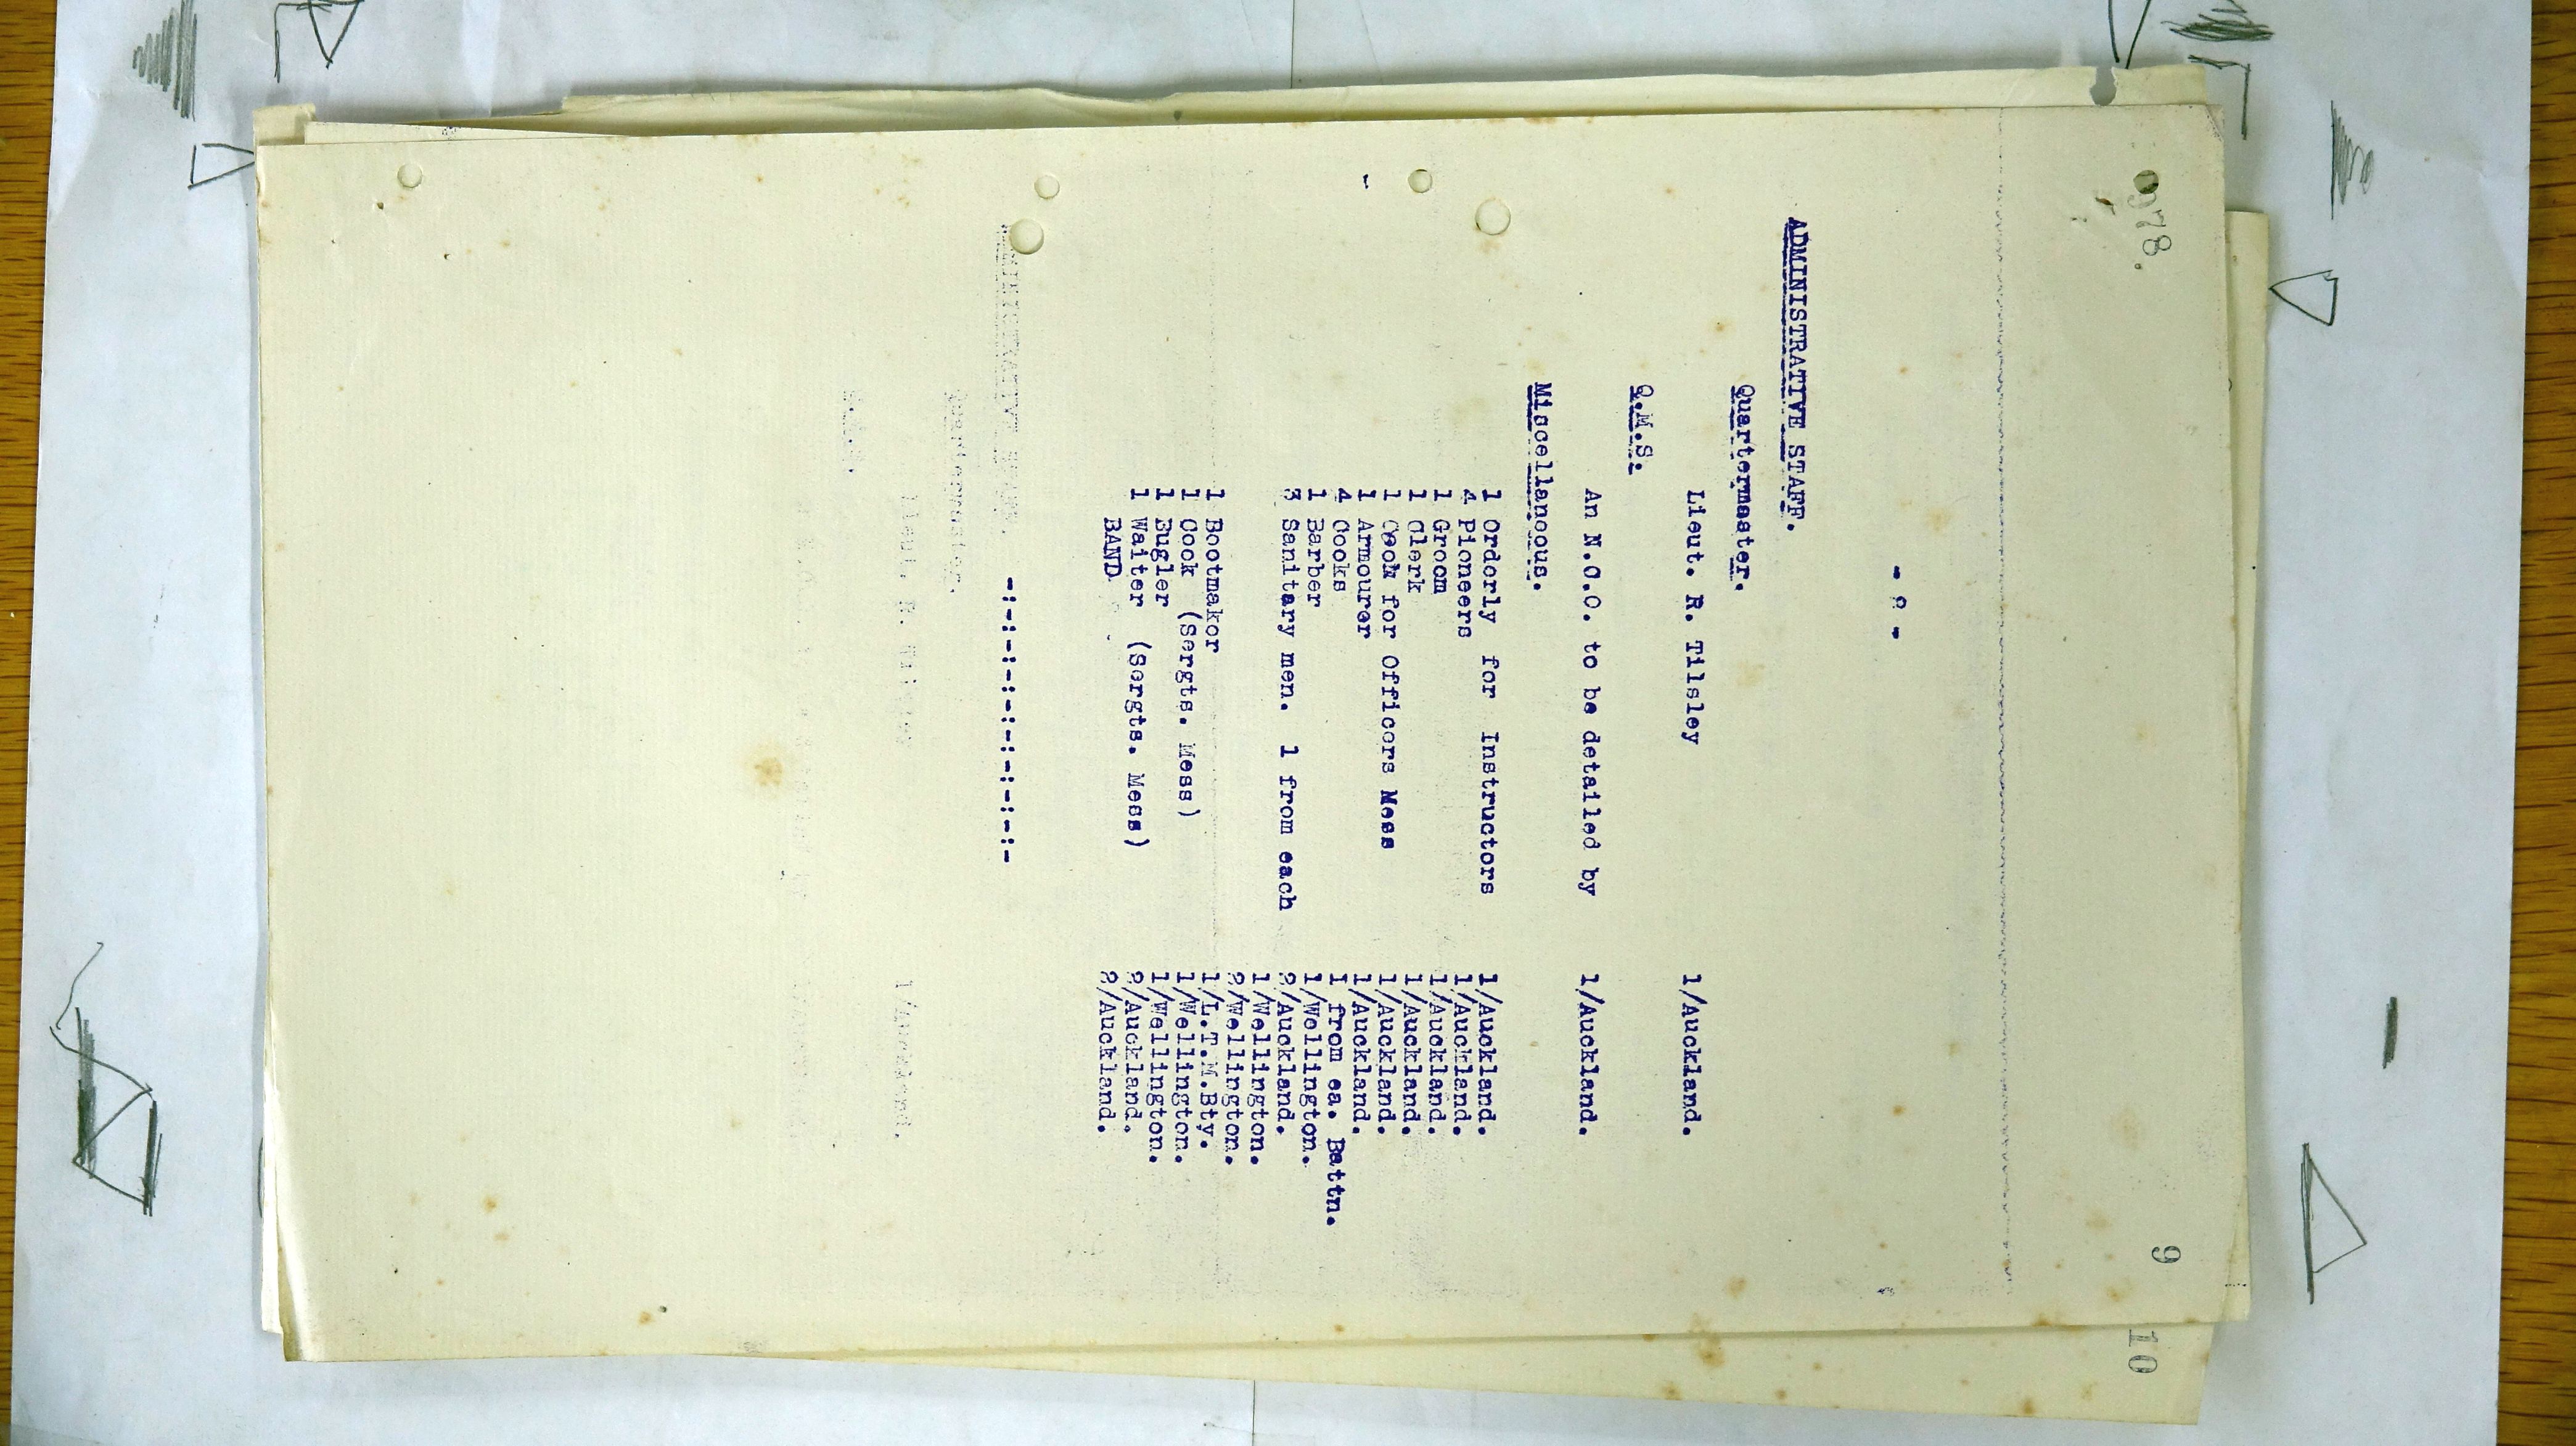 978.
9
10
- 2 -
ADMINISTRATIVE STAFF.
Quartermaster.
Lieut. R. Tilsley 1/Auckland.
Q.M.S.
An N.C.O. to be detailed by 1/Auckland.
Miscellaneous.
1 Orderly for Instructors 1/Auckland.
4 Pioneers 1/Auckland.
1 Groom 1/Auckland.
1 Clerk 1/Auckland.
1 Cook for Officers Mess 1/Auckland.
1 Armourer 1/Auckland.
4 Cooks 1 from ea. Battn.
1 Barber 1/Wellington.
3 Sanitary men. 1 from each 2/Auckland.
1/Wellington.
2/Wellington.
1 Bootmaker 1/L.T.M.Bty.
1 Cook (Sergts. Mess) 1/Wellington.
1 Bugler 1/Wellington.
1 Waiter (Sergts. Mess) 2/Auckland.
BAND 2/Auckland.
-:-:-:-:-:-:-:-:-:-:-